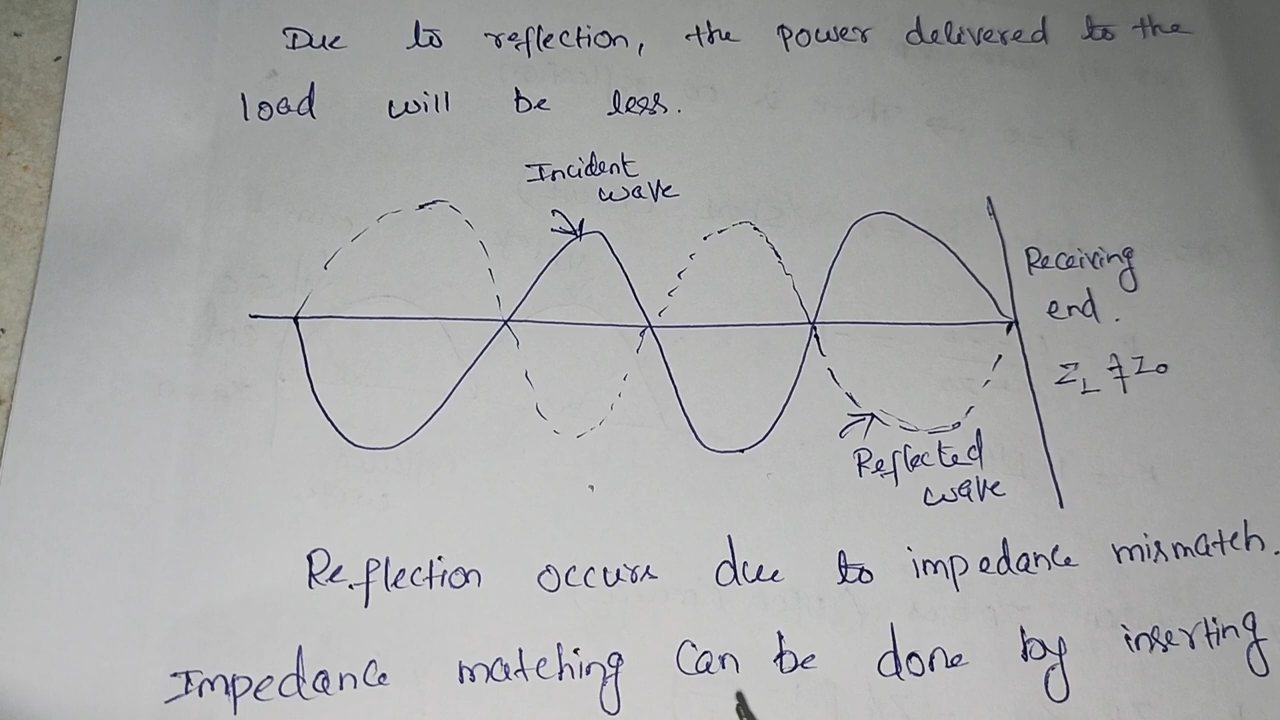 Due to reflection, the power delivered to the
load will be less.
Incident
wave
Receiving
end.
ZL ≠ Z0
Reflected
wave
Reflection occurs due to impedance mismatch.
Impedance matching can be done by inserting